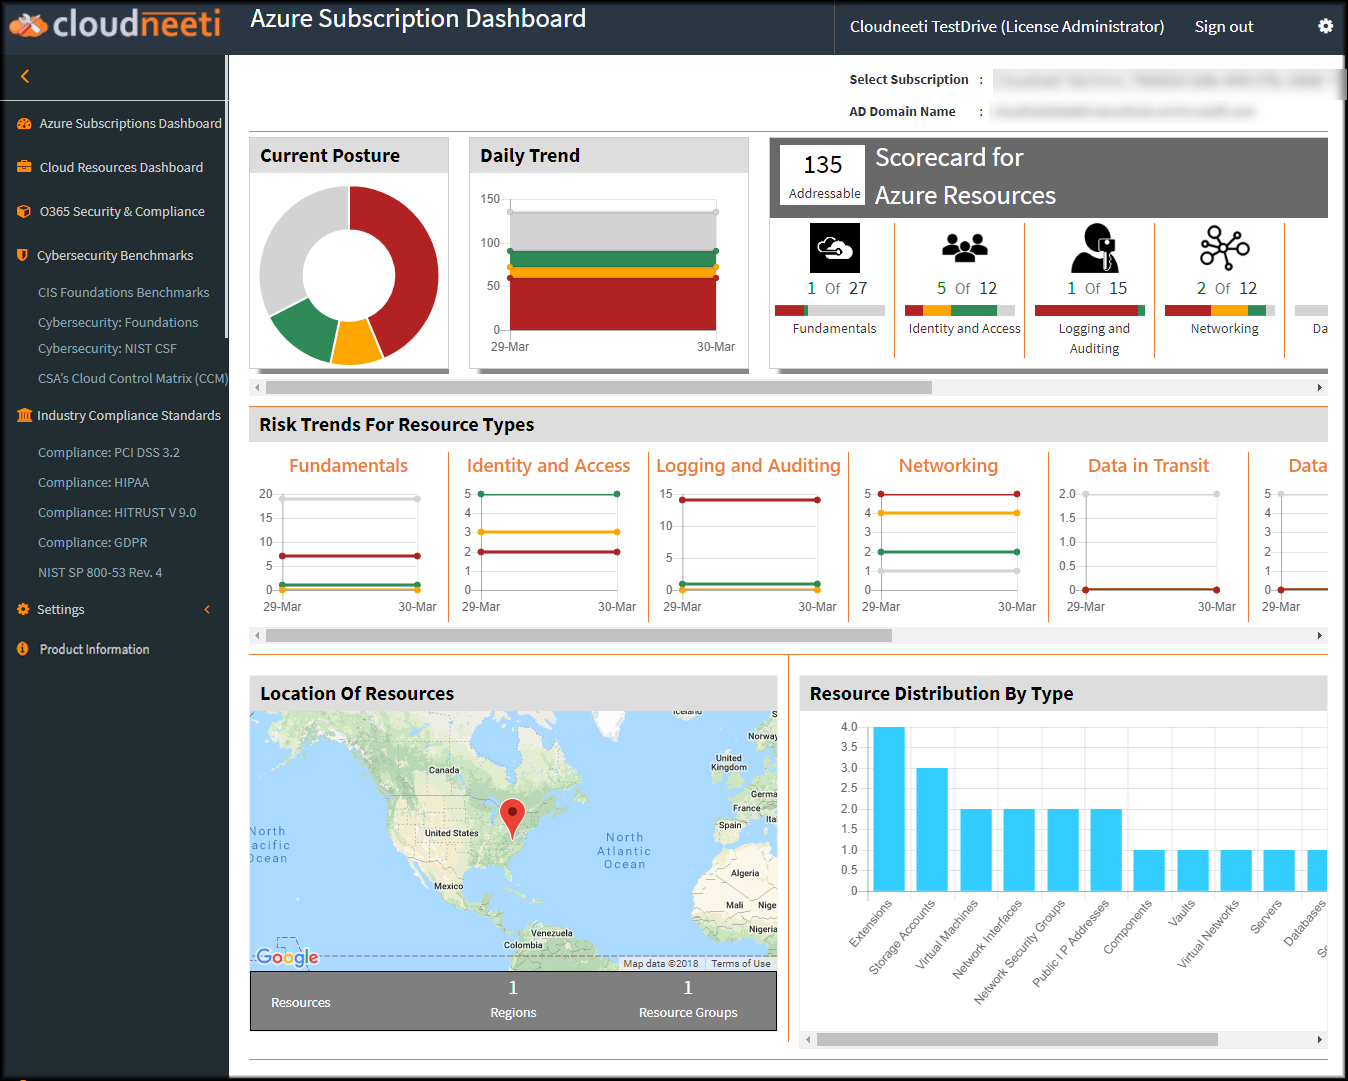 cloudneeti
Azure Subscription Dashboard
Cloudneeti TestDrive (License Administrator)
Sign out
Azure Subscriptions Dashboard
Cloud Resources Dashboard
O365 Security & Compliance
Cybersecurity Benchmarks
CIS Foundations Benchmarks
Cybersecurity: Foundations
Cybersecurity: NIST CSF
CSA's Cloud Control Matrix (CCM)
Industry Compliance Standards
Compliance: PCI DSS 3.2
Compliance: HIPAA
Compliance: HITRUST V 9.0
Compliance: GDPR
NIST SP 800-53 Rev. 4
Settings
Product Information
Select Subscription :
AD Domain Name :
Current Posture
Daily Trend
150
100
50
0
29-Mar 30-Mar
135
Addressable
Scorecard for
Azure Resources
1 Of 27
Fundamentals
5 Of 12
Identity and Access
1 Of 15
Logging and
Auditing
2 Of 12
Networking
Da
Risk Trends For Resource Types
Fundamentals
20
15
10
5
0
29-Mar 30-Mar
Identity and Access
5
4
3
2
1
0
29-Mar 30-Mar
Logging and Auditing
15
10
5
0
29-Mar 30-Mar
Networking
5
4
3
2
1
0
29-Mar 30-Mar
Data in Transit
2.0
1.5
1.0
0.5
0
29-Mar 30-Mar
Data
5
4
3
2
1
0
29-Mar
Location Of Resources
Iceland
Norway
United
Kingdom
Canada
Germa
France
Ita
Spain
United States
North
acific
Ocean
North
Atlantic
Ocean
Algeria
Mexico
Mali
Nige
Nigeria
Venezuela
Colombia
Google
Map data ©2018
Terms of Use
Resources
1
Regions
1
Resource Groups
Resource Distribution By Type
4.0
3.5
3.0
2.5
2.0
1.5
1.0
0.5
0
Extensions
Storage Accounts
Virtual Machines
Network Interfaces
Network Security Groups
Public I P Addresses
Components
Vaults
Virtual Networks
Servers
Databases